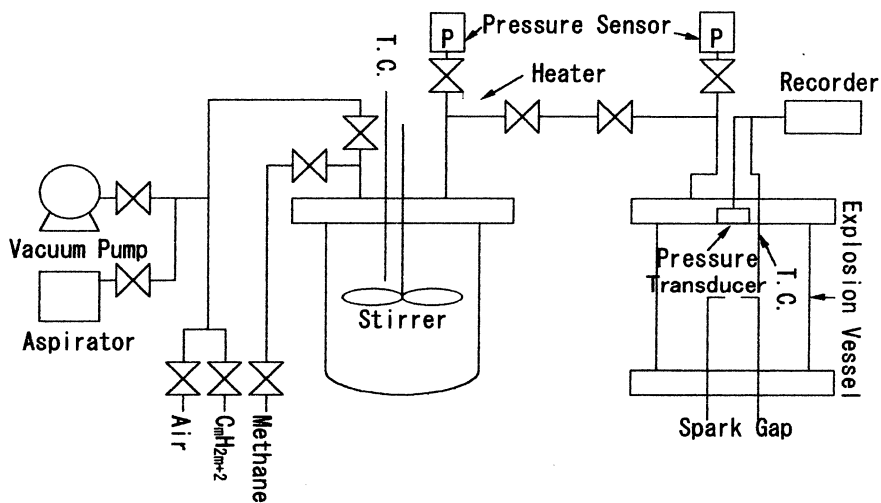 P
Pressure Sensor
P
T.C.
Heater
Recorder
Vacuum Pump
Aspirator
Stirrer
Pressure
Transducer
T.C.
Explosion Vessel
Spark Gap
Air
CmH2m+2
Methane